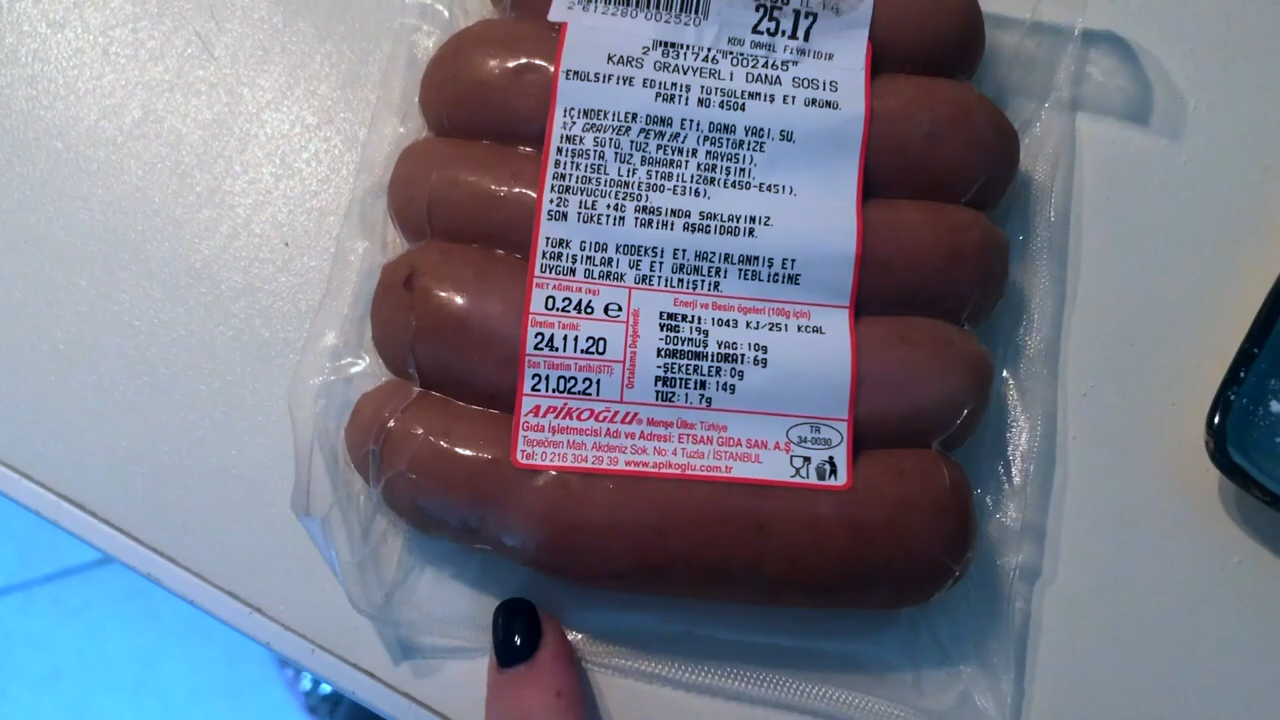 2 812280 002520
25.17
KDV DAHİL FİYATIDIR
2 831746 002465
KARS GRAVYERLİ DANA SOSİS
EMÜLSİFİYE EDİLMİŞ TÜTSÜLENMİŞ ET ÜRÜNÜ.
PARTİ NO:4504
İÇİNDEKİLER:DANA ETİ, DANA YAĞI, SU,
%7 GRAVYER PEYNİRİ (PASTÖRİZE
İNEK SÜTÜ, TUZ, PEYNİR MAYASI),
NİŞASTA, TUZ, BAHARAT KARIŞIMI,
BİTKİSEL LİF, STABİLİZÖR(E450-E451),
ANTİOKSİDAN(E300-E316),
KORUYUCU(E250).
+2C İLE +4C ARASINDA SAKLAYINIZ.
SON TÜKETİM TARİHİ AŞAĞIDADIR.
TÜRK GIDA KODEKSİ ET, HAZIRLANMIŞ ET
KARIŞIMLARI VE ET ÜRÜNLERİ TEBLİĞİNE
UYGUN OLARAK ÜRETİLMİŞTİR.
NET AĞIRLIK (kg)
0.246 e
Üretim Tarihi:
24.11.20
Son Tüketim Tarihi(STT):
21.02.21
Ortalama Değerlerdir.
Enerji ve Besin ögeleri (100g için)
ENERJİ: 1043 KJ/251 KCAL
YAĞ: 19g
-DOYMUŞ YAĞ: 10g
KARBONHİDRAT: 6g
-ŞEKERLER: 0g
PROTEİN: 14g
TUZ: 1,7g
APİKOĞLU® Menşe Ülke: Türkiye
Gıda İşletmecisi Adı ve Adresi: ETSAN GIDA SAN. A.Ş.
Tepeören Mah. Akdeniz Sok. No: 4 Tuzla / İSTANBUL
Tel: 0 216 304 29 39 www.apikoglu.com.tr
TR
34-0030